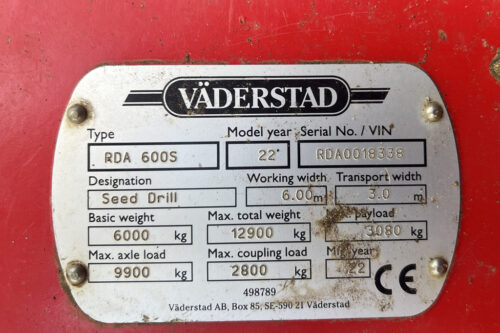 VÄDERSTAD
Type Model year Serial No. / VIN
RDA 600S 22 RDA0018338
Designation Working width Transport width
Seed Drill 6.00m 3.0 m
Basic weight Max. total weight payload
6000 kg 12900 kg 3080 kg
Max. axle load Max. coupling load year
9900 kg 2800 kg 22 CE
498789
Väderstad AB, Box 85, SE-590 21 Väderstad